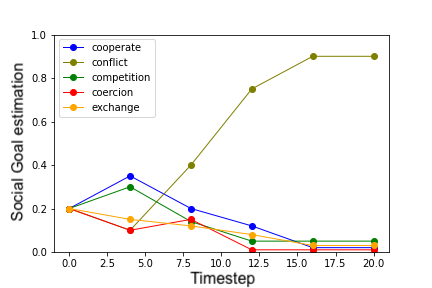 1.0
0.8
0.6
0.4
0.2
0.0
Social Goal estimation
cooperate
conflict
competition
coercion
exchange
0.0 2.5 5.0 7.5 10.0 12.5 15.0 17.5 20.0
Timestep